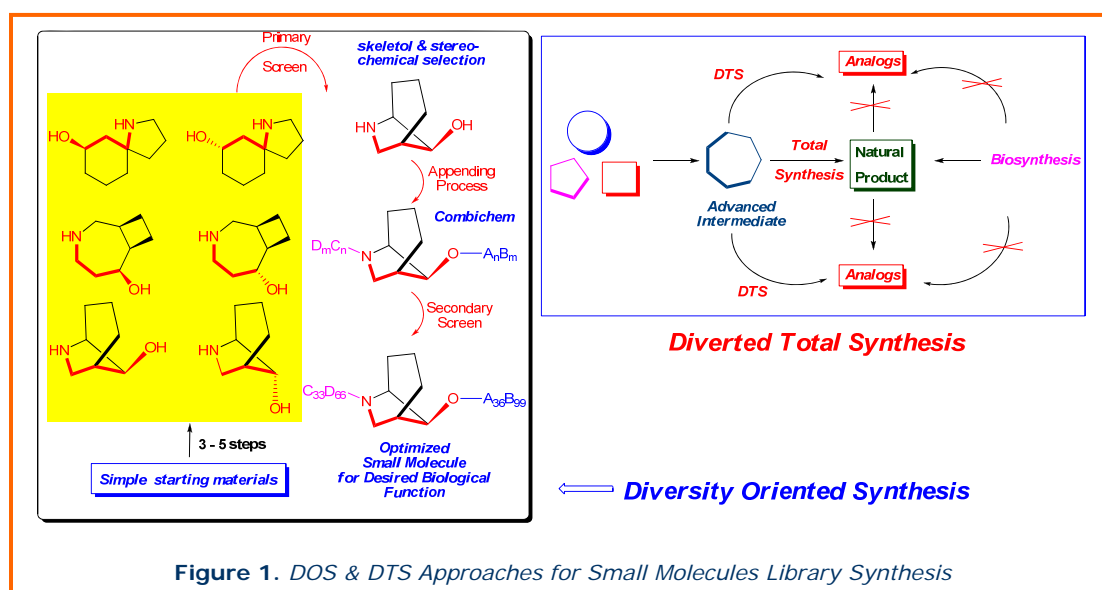 Primary
Screen
skeletol & stereo-
chemical selection
HO
HN
HO
HN
HN
OH
HN
OH
HN
OH
HN
OH
HN
OH
Appending
Process
Combichem
DmCn
N
O
AnBm
Secondary
Screen
C33D66
N
O
A36B99
3 - 5 steps
Simple starting materials
Optimized
Small Molecule
for Desired Biological
Function
Analogs
DTS
Total
Synthesis
Natural
Product
Biosynthesis
Advanced
Intermediate
DTS
Analogs
Diverted Total Synthesis
Diversity Oriented Synthesis
Figure 1. DOS & DTS Approaches for Small Molecules Library Synthesis